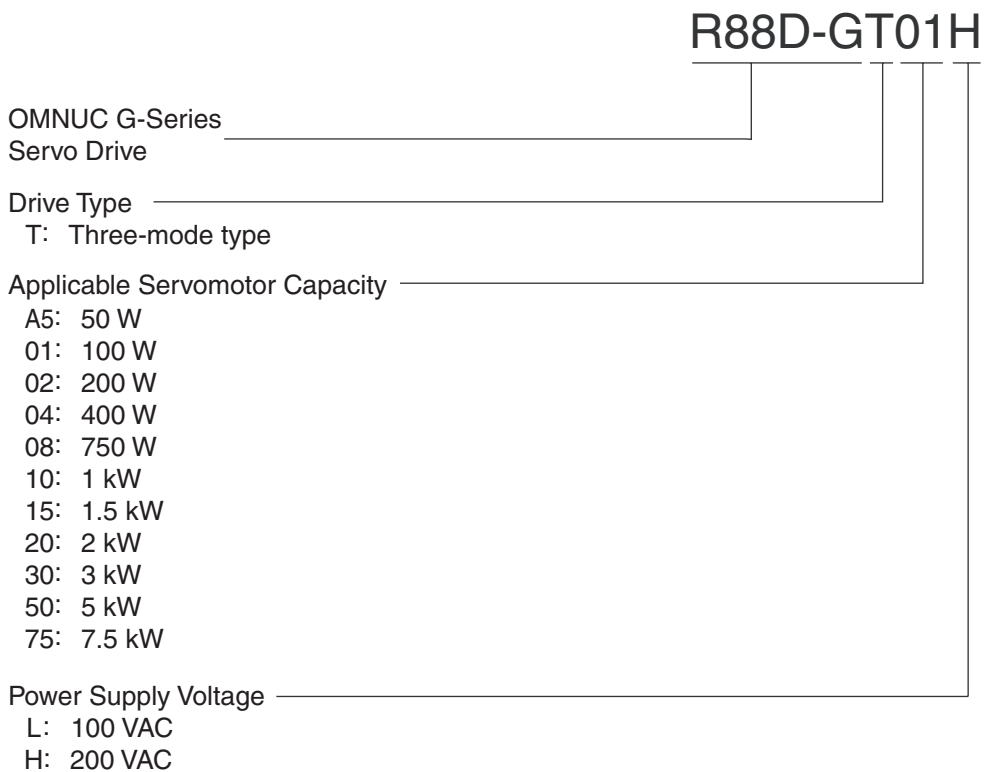 R88D-GT01H
OMNUC G-Series
Servo Drive
Drive Type
T: Three-mode type
Applicable Servomotor Capacity
A5: 50 W
01: 100 W
02: 200 W
04: 400 W
08: 750 W
10: 1 kW
15: 1.5 kW
20: 2 kW
30: 3 kW
50: 5 kW
75: 7.5 kW
Power Supply Voltage
L: 100 VAC
H: 200 VAC